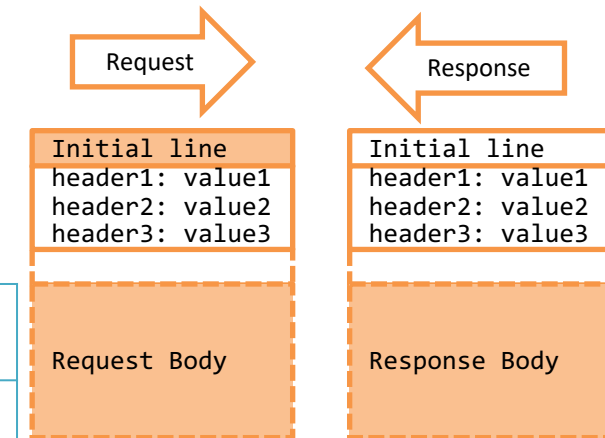 Request
Response
Initial line
header1: value1
header2: value2
header3: value3
Request Body
Initial line
header1: value1
header2: value2
header3: value3
Response Body